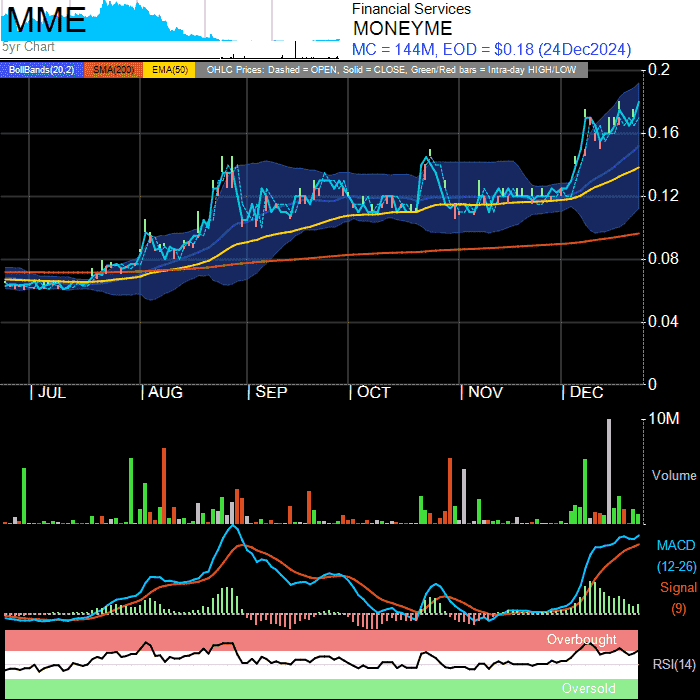 MME
5yr Chart
Financial Services
MONEYME
MC = 144M, EOD = $0.18 (24Dec2024)
BollBands(20,2) SMA(200) EMA(50) OHLC Prices: Dashed = OPEN, Solid = CLOSE, Green/Red bars = Intra-day HIGH/LOW
0.2
0.16
0.12
0.08
0.04
0
JUL AUG SEP OCT NOV DEC
10M
Volume
MACD
(12-26)
Signal
(9)
Overbought
RSI(14)
Oversold